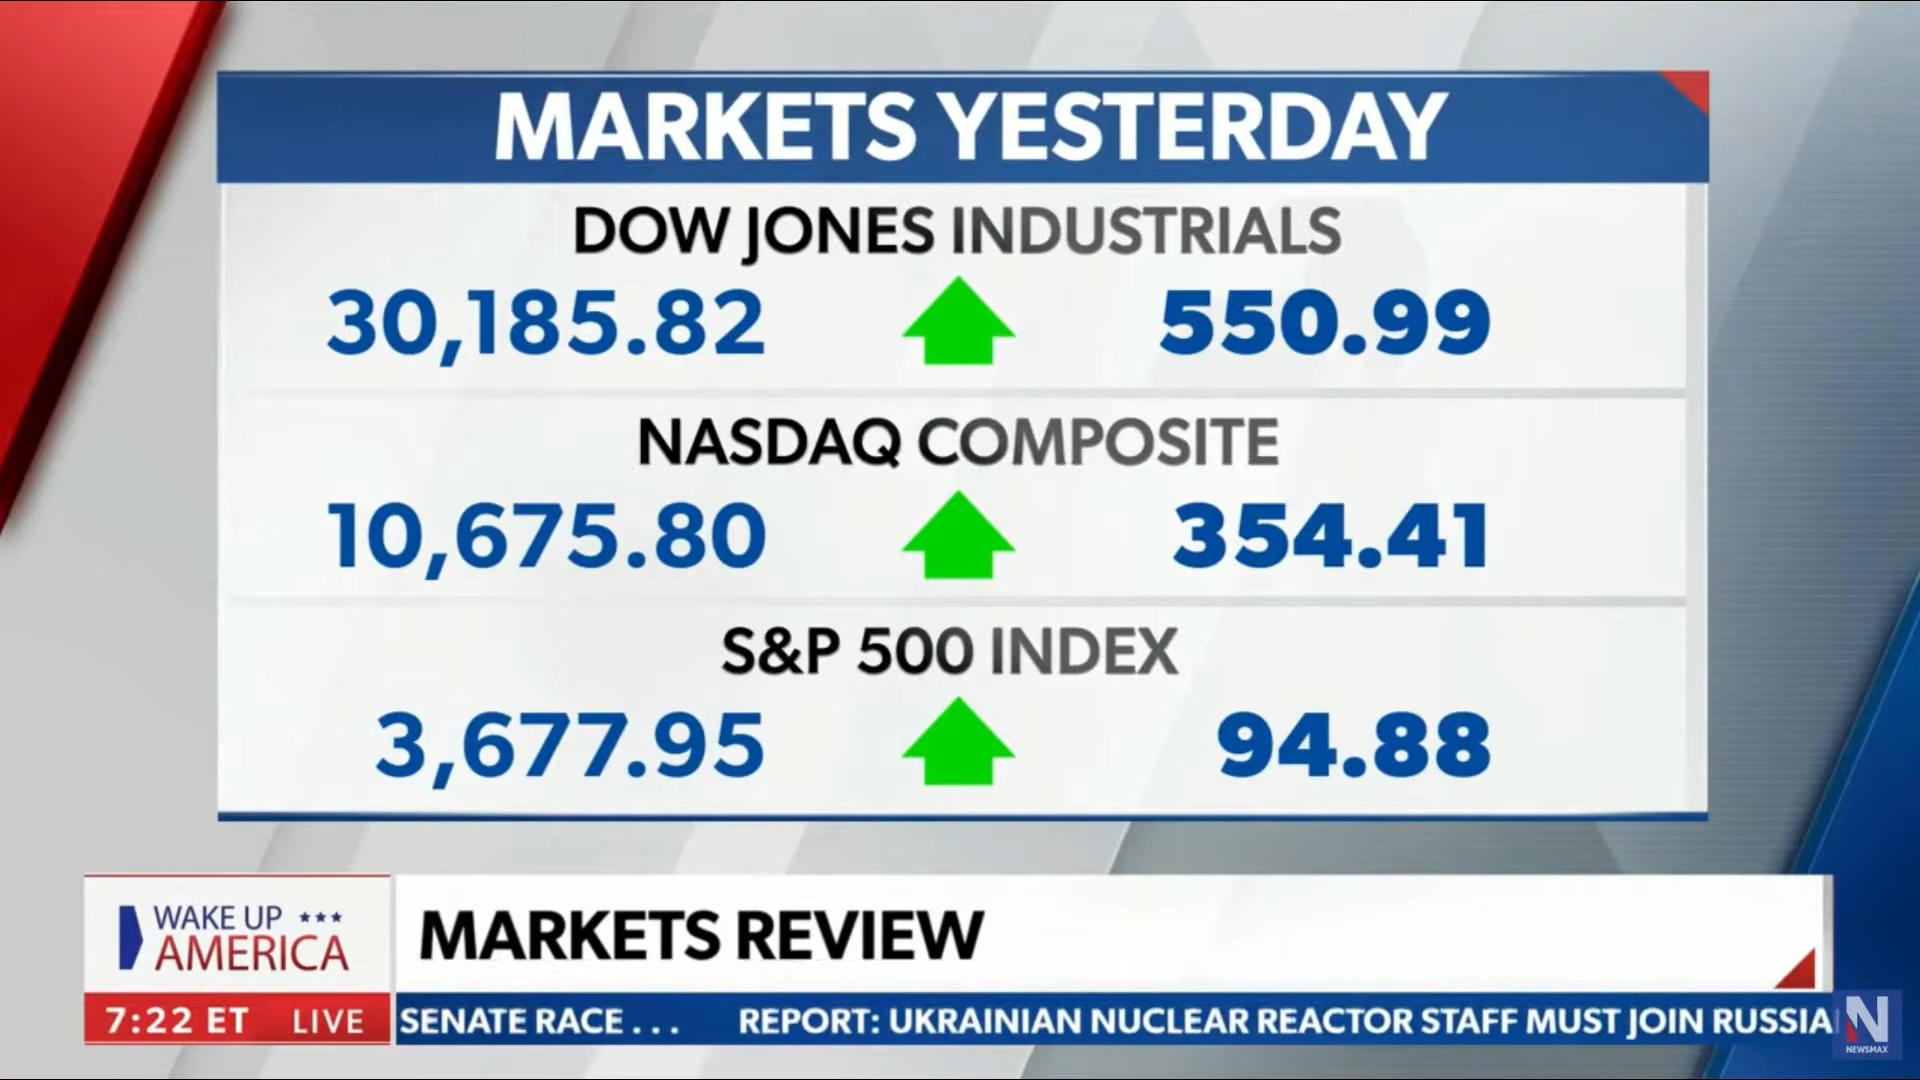 MARKETS YESTERDAY
DOW JONES INDUSTRIALS
30,185.82 550.99
NASDAQ COMPOSITE
10,675.80 354.41
S&P 500 INDEX
3,677.95 94.88
WAKE UP
AMERICA
MARKETS REVIEW
7:22 ET LIVE
SENATE RACE . . . REPORT: UKRAINIAN NUCLEAR REACTOR STAFF MUST JOIN RUSSIA
N
NEWSMAX